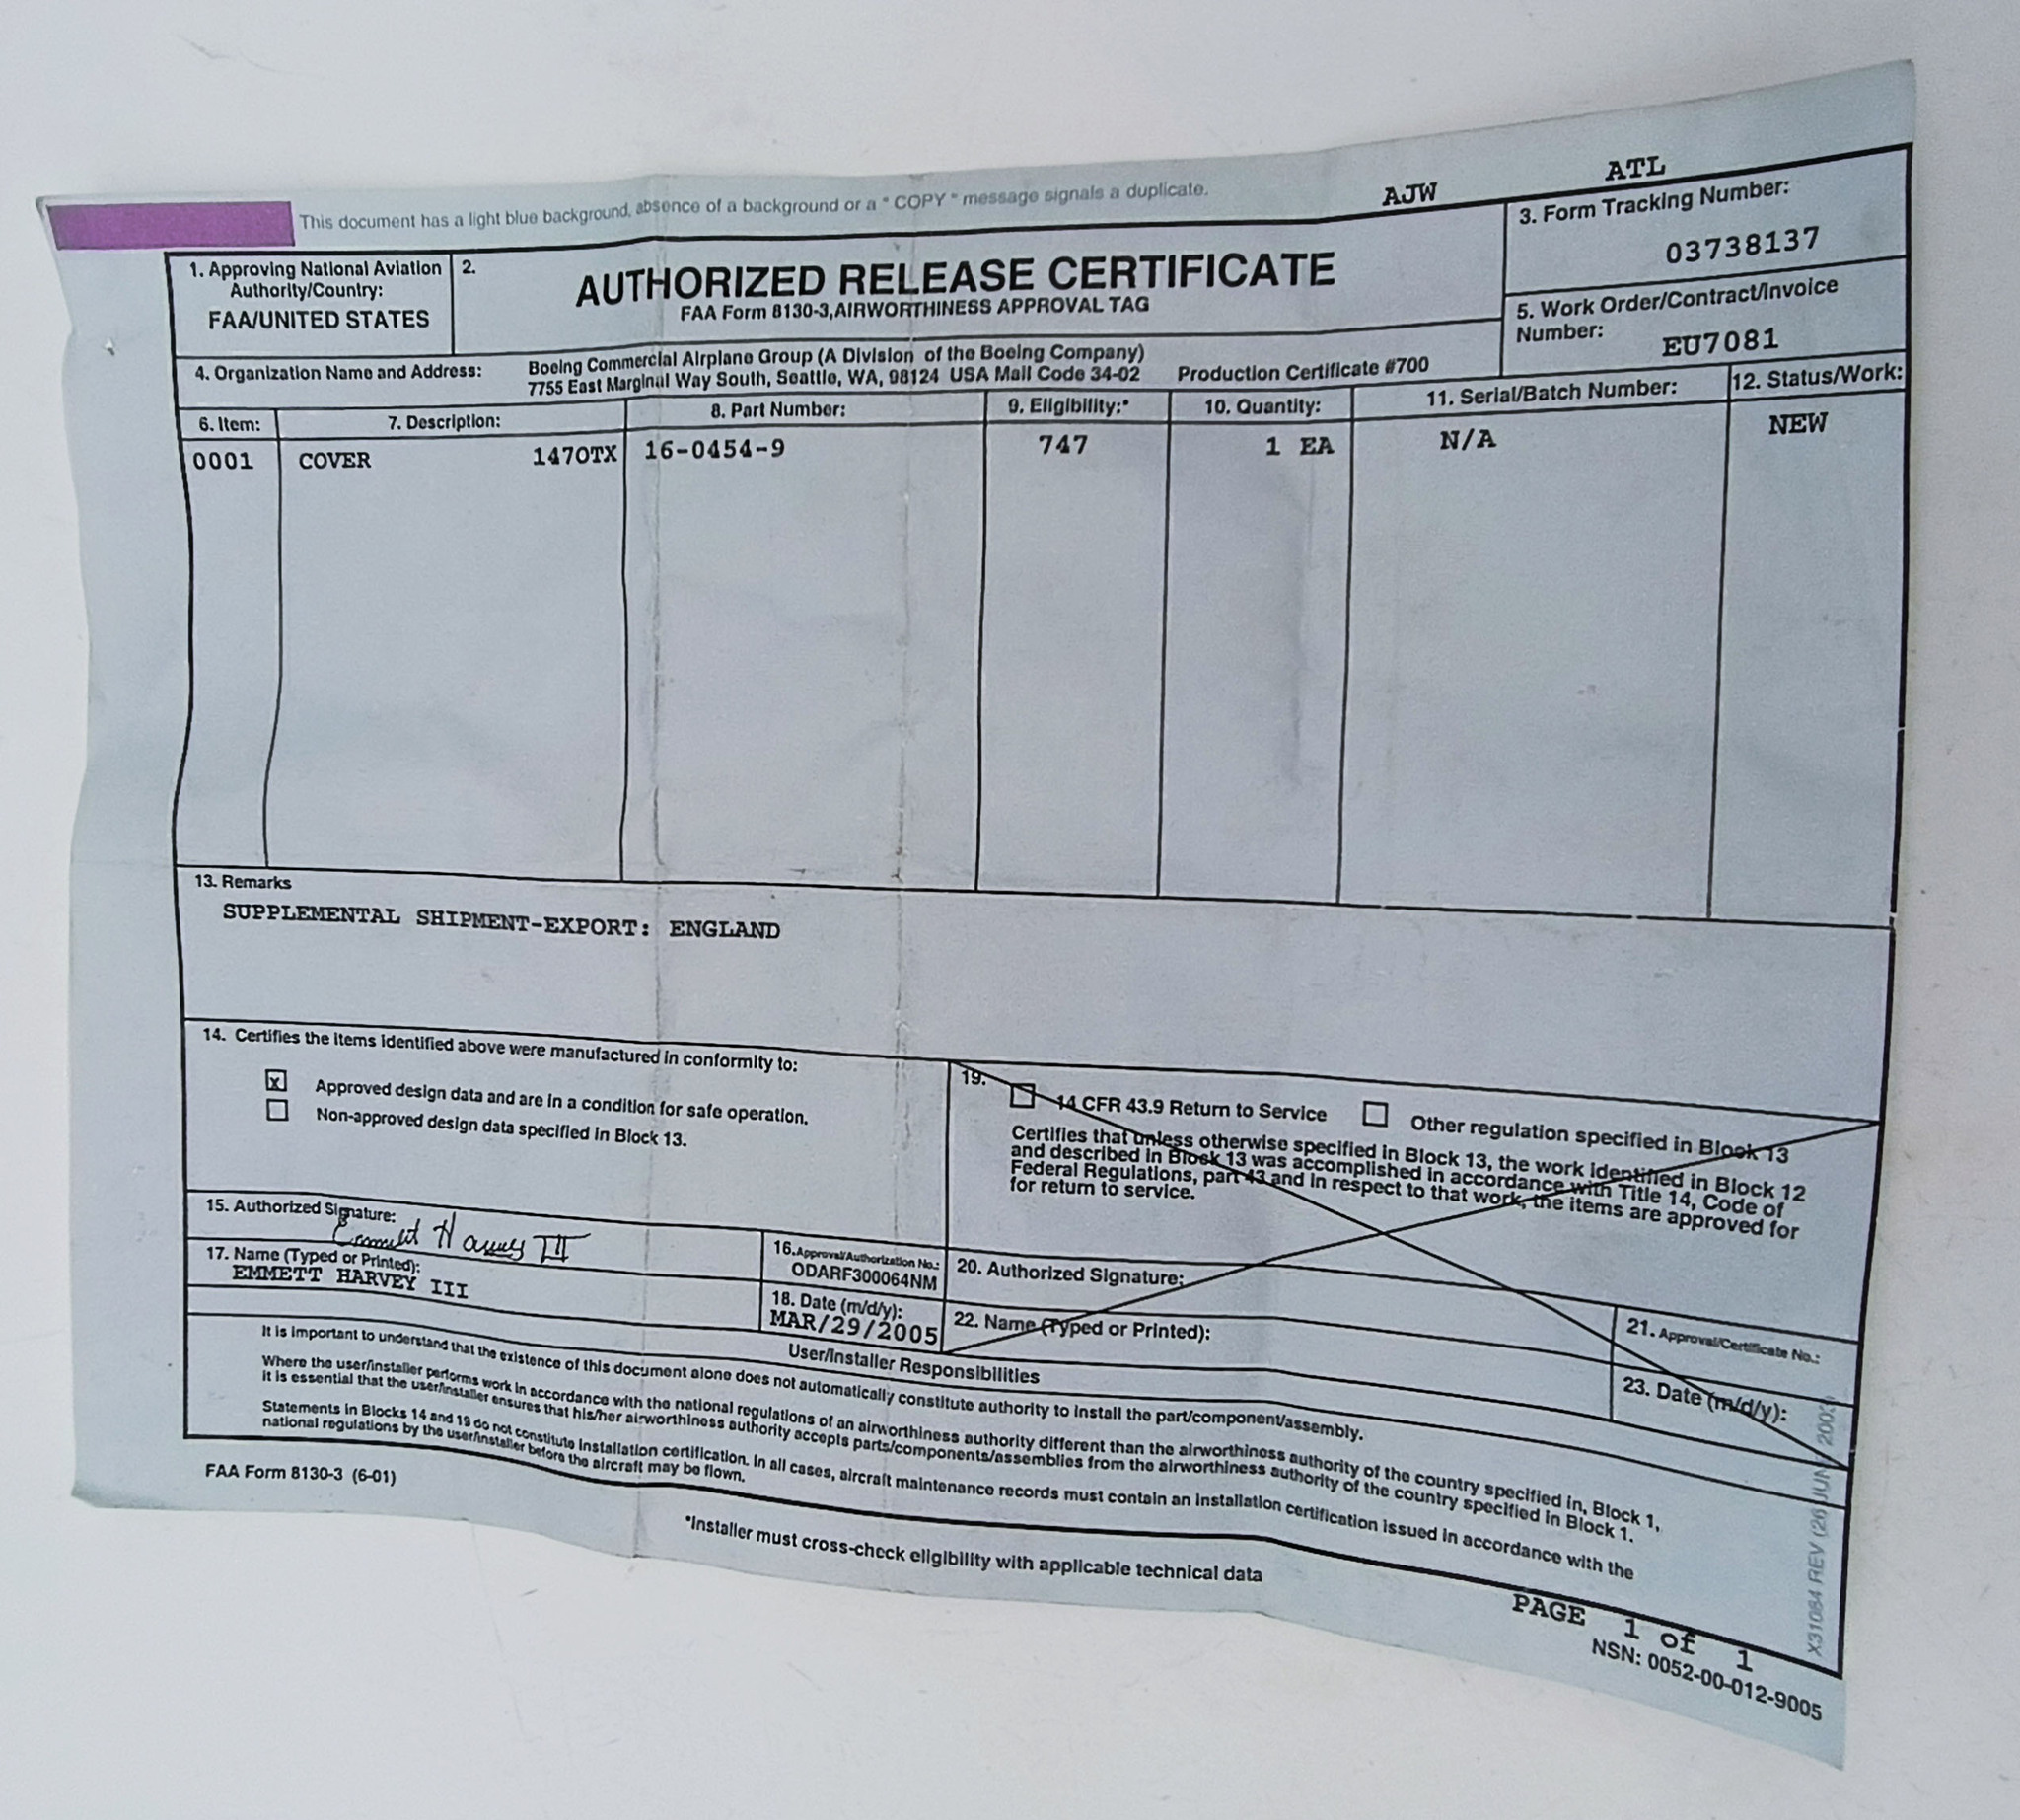 This document has a light blue background, absence of a background or a "COPY" message signals a duplicate.
AJW
ATL
1. Approving National Aviation
Authority/Country:
FAA/UNITED STATES
2.
AUTHORIZED RELEASE CERTIFICATE
FAA Form 8130-3,AIRWORTHINESS APPROVAL TAG
3. Form Tracking Number:
03738137
4. Organization Name and Address:
Boeing Commercial Airplane Group (A Division of the Boeing Company)
7755 East Marginal Way South, Seattle, WA, 98124 USA Mail Code 34-02
Production Certificate #700
5. Work Order/Contract/Invoice
Number:
EU7081
6. Item: 7. Description: 8. Part Number: 9. Eligibility:* 10. Quantity: 11. Serial/Batch Number: 12. Status/Work:
0001 COVER 147OTX 16-0454-9 747 1 EA N/A NEW
13. Remarks
SUPPLEMENTAL SHIPMENT-EXPORT: ENGLAND
14. Certifies the items identified above were manufactured in conformity to:
x Approved design data and are in a condition for safe operation.
Non-approved design data specified in Block 13.
19.
14 CFR 43.9 Return to Service Other regulation specified in Block 13
Certifies that unless otherwise specified in Block 13, the work identified in Block 12
and described in Block 13 was accomplished in accordance with Title 14, Code of
Federal Regulations, part 43 and in respect to that work, the items are approved for
for return to service.
15. Authorized Signature:
Emmett Harvey III
16. Approval/Authorization No.:
ODARF300064NM
17. Name (Typed or Printed):
EMMETT HARVEY III
18. Date (m/d/y):
MAR/29/2005
20. Authorized Signature:
21. Approval/Certificate No.:
22. Name (Typed or Printed):
23. Date (m/d/y):
User/Installer Responsibilities
It is important to understand that the existence of this document alone does not automatically constitute authority to install the part/component/assembly.
Where the user/installer performs work in accordance with the national regulations of an airworthiness authority different than the airworthiness authority of the country specified in, Block 1,
it is essential that the user/installer ensures that his/her airworthiness authority accepts parts/components/assemblies from the airworthiness authority of the country specified in Block 1.
Statements in Blocks 14 and 19 do not constitute installation certification. In all cases, aircraft maintenance records must contain an installation certification issued in accordance with the
national regulations by the user/installer before the aircraft may be flown.
FAA Form 8130-3 (6-01)
*Installer must cross-check eligibility with applicable technical data
PAGE 1 of 1
NSN: 0052-00-012-9005
X31084 REV (26 JUN